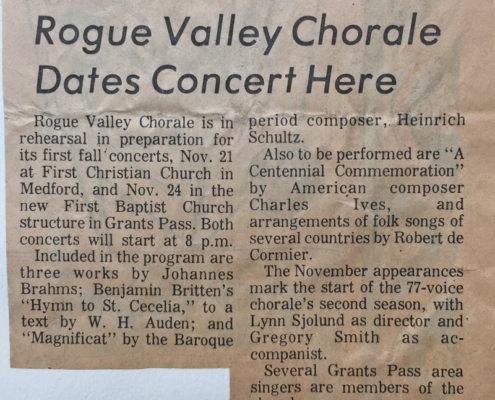 Rogue Valley Chorale
Dates Concert Here
Rogue Valley Chorale is in
rehearsal in preparation for
its first fall concerts, Nov. 21
at First Christian Church in
Medford, and Nov. 24 in the
new First Baptist Church
structure in Grants Pass. Both
concerts will start at 8 p.m.
Included in the program are
three works by Johannes
Brahms; Benjamin Britten's
"Hymn to St. Cecelia," to a
text by W. H. Auden; and
"Magnificat" by the Baroque
period composer, Heinrich
Schultz.
Also to be performed are "A
Centennial Commemoration"
by American composer
Charles Ives, and
arrangements of folk songs of
several countries by Robert de
Cormier.
The November appearances
mark the start of the 77-voice
chorale's second season, with
Lynn Sjolund as director and
Gregory Smith as ac-
companist.
Several Grants Pass area
singers are members of the